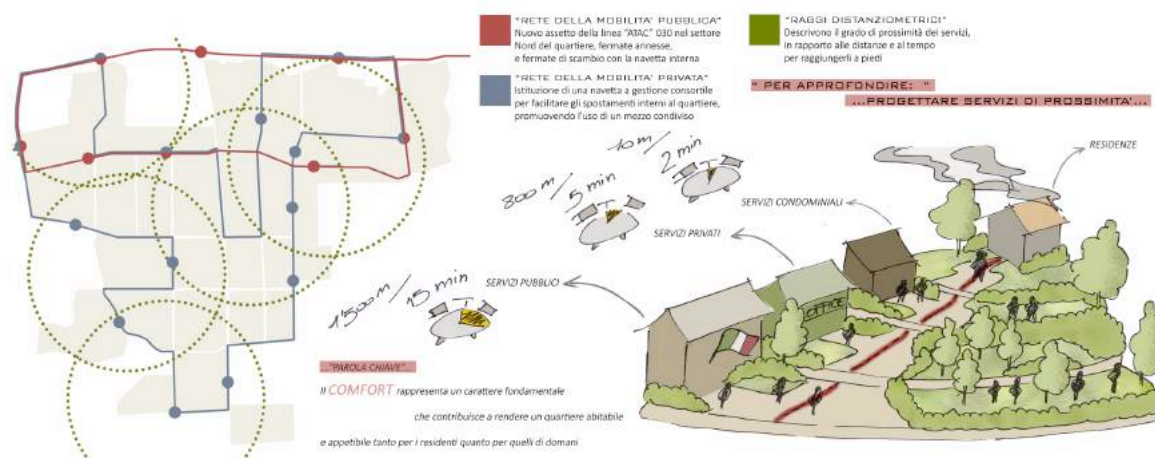 "RETE DELLA MOBILITA' PUBBLICA"
Nuovo assetto della linea "ATAC" 030 nel settore
Nord del quartiere, fermate annesse,
e fermate di scambio con la navetta interna
"RETE DELLA MOBILITA' PRIVATA"
Istituzione di una navetta a gestione consortile
per facilitare gli spostamenti interni al quartiere,
promuovendo l'uso di un mezzo condiviso
"RAGGI DISTANZIOMETRICI"
Descrivono il grado di prossimità dei servizi,
in rapporto alle distanze e al tempo
per raggiungerli a piedi
" PER APPROFONDIRE: "
...PROGETTARE SERVIZI DI PROSSIMITA'...
10 m/
2 min
RESIDENZE
800 m/
5 min
SERVIZI CONDOMINIALI
SERVIZI PRIVATI
1'500 m/
15 min
SERVIZI PUBBLICI
OFFICE
..."PAROLA CHIAVE"...
Il COMFORT rappresenta un carattere fondamentale
che contribuisce a rendere un quartiere abitabile
e appetibile tanto per i residenti quanto per quelli di domani